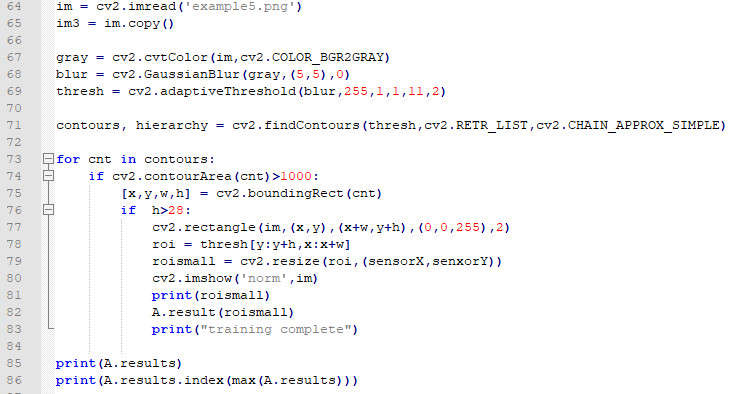 64 im = cv2.imread('example5.png')
65 im3 = im.copy()
66
67 gray = cv2.cvtColor(im,cv2.COLOR_BGR2GRAY)
68 blur = cv2.GaussianBlur(gray,(5,5),0)
69 thresh = cv2.adaptiveThreshold(blur,255,1,1,11,2)
70
71 contours, hierarchy = cv2.findContours(thresh,cv2.RETR_LIST,cv2.CHAIN_APPROX_SIMPLE)
72
73 for cnt in contours:
74     if cv2.contourArea(cnt)>1000:
75         [x,y,w,h] = cv2.boundingRect(cnt)
76         if  h>28:
77             cv2.rectangle(im,(x,y),(x+w,y+h),(0,0,255),2)
78             roi = thresh[y:y+h,x:x+w]
79             roismall = cv2.resize(roi,(sensorX,senxorY))
80             cv2.imshow('norm',im)
81             print(roismall)
82             A.result(roismall)
83             print("training complete")
84
85 print(A.results)
86 print(A.results.index(max(A.results)))